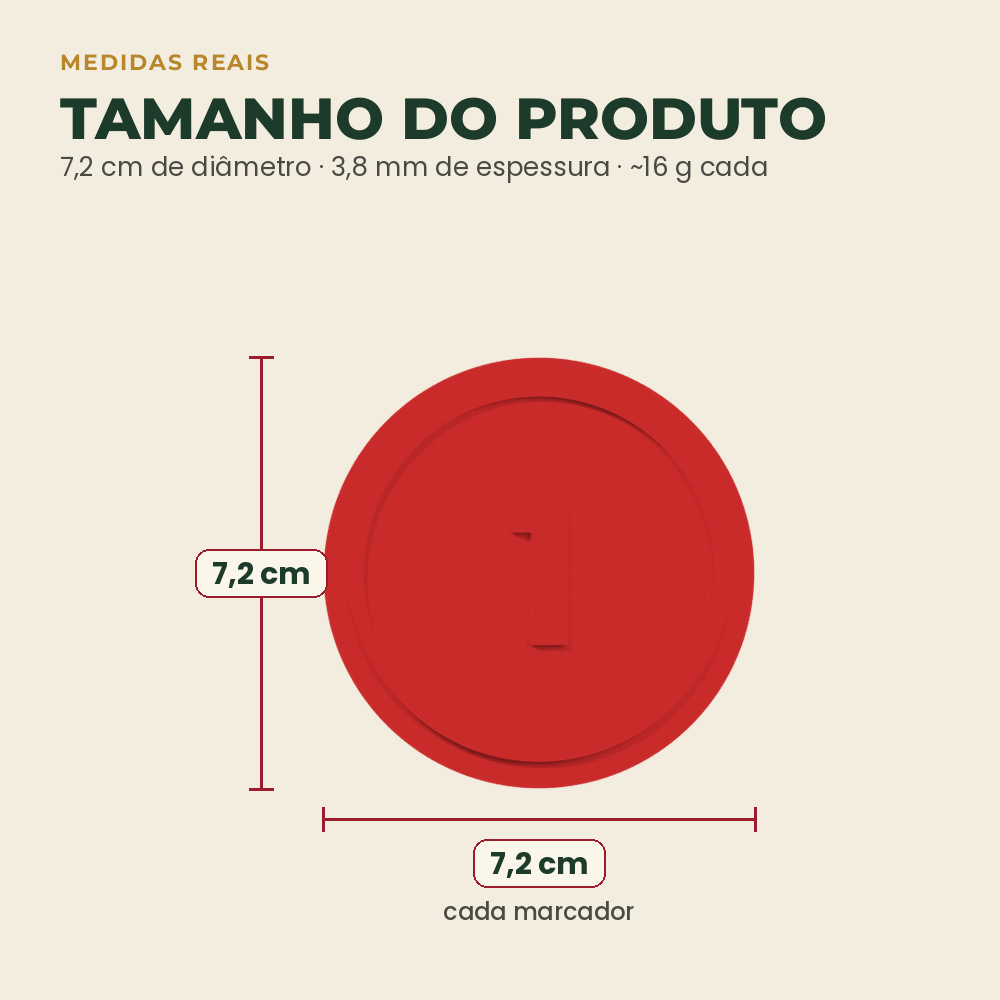 MEDIDAS REAIS
TAMANHO DO PRODUTO
7,2 cm de diâmetro · 3,8 mm de espessura · ~16 g cada
1
7,2 cm
7,2 cm
cada marcador